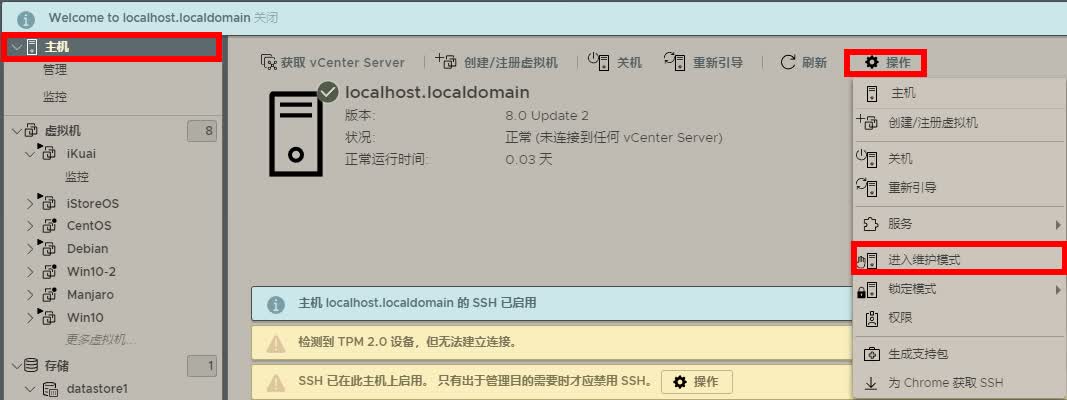 Welcome to localhost.localdomain 关闭
主机
管理
监控
虚拟机 8
iKuai
监控
iStoreOS
CentOS
Debian
Win10-2
Manjaro
Win10
更多虚拟机...
存储 1
datastore1
获取 vCenter Server 创建/注册虚拟机 关机 重新引导 刷新 操作
localhost.localdomain
版本: 8.0 Update 2
状况: 正常 (未连接到任何 vCenter Server)
正常运行时间: 0.03 天
主机 localhost.localdomain 的 SSH 已启用
检测到 TPM 2.0 设备，但无法建立连接。
SSH 已在此主机上启用。 只有出于管理目的需要时才应禁用 SSH。 操作
主机
创建/注册虚拟机
关机
重新引导
服务
进入维护模式
锁定模式
权限
生成支持包
为 Chrome 获取 SSH